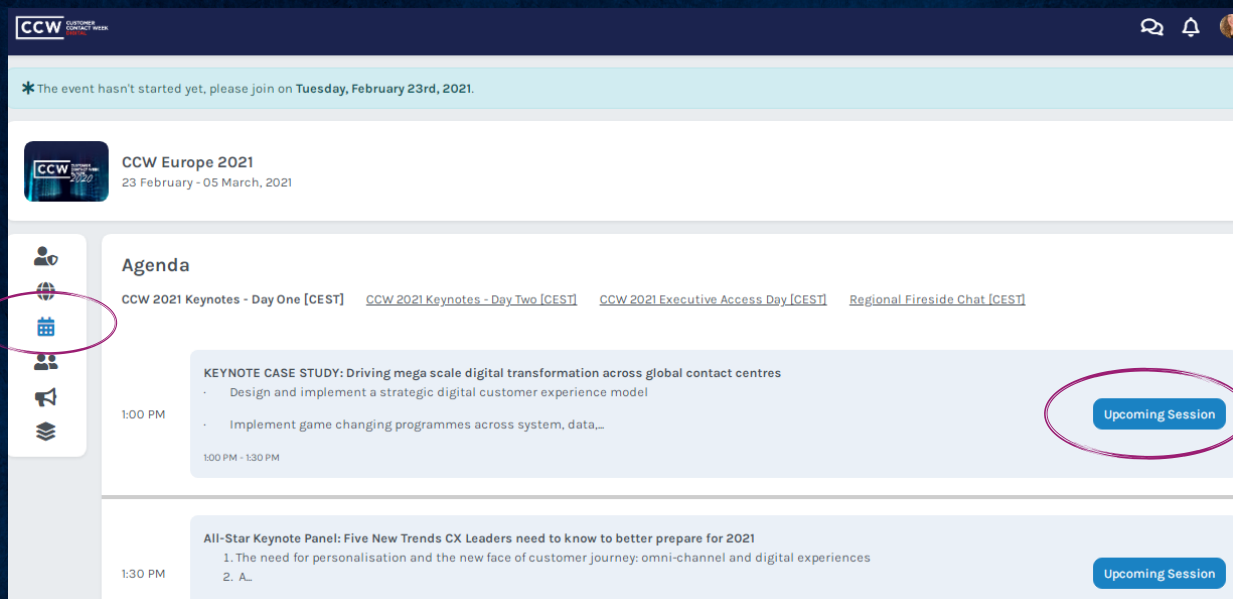 CCW CUSTOMER
CONTACT WEEK
DIGITAL
The event hasn't started yet, please join on Tuesday, February 23rd, 2021.
CCW
2020
CCW Europe 2021
23 February - 05 March, 2021
Agenda
CCW 2021 Keynotes - Day One [CEST] CCW 2021 Keynotes - Day Two [CEST] CCW 2021 Executive Access Day [CEST] Regional Fireside Chat [CEST]
KEYNOTE CASE STUDY: Driving mega scale digital transformation across global contact centres
· Design and implement a strategic digital customer experience model
1:00 PM
Upcoming Session
· Implement game changing programmes across system, data,...
1:00 PM - 1:30 PM
All-Star Keynote Panel: Five New Trends CX Leaders need to know to better prepare for 2021
1. The need for personalisation and the new face of customer journey: omni-channel and digital experiences
1:30 PM
2. A...
Upcoming Session